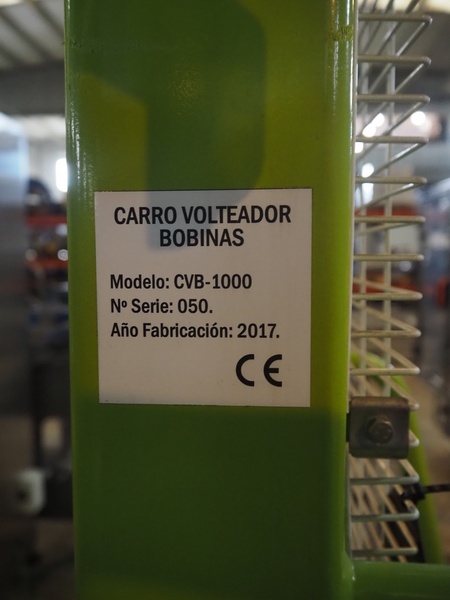 CARRO VOLTEADOR
BOBINAS
Modelo: CVB-1000
Nº Serie: 050.
Año Fabricación: 2017.
CE